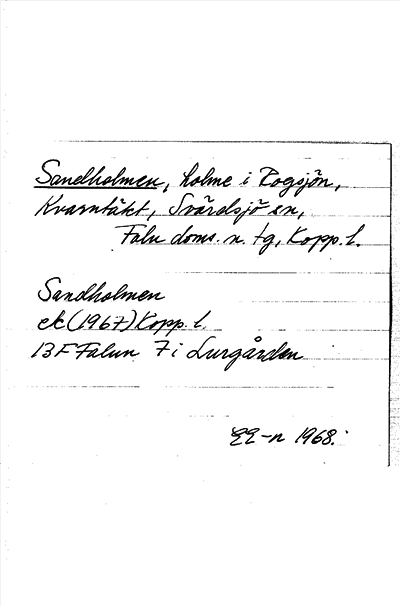 Sandholmen, holme i Rogsjön,
Kvarntäkt, Svärdsjö sn,
Falu doms. n. tg, Kopp. l.
Sandholmen
ek (1967) Kopp. l.
13F Falun 7i Lurgården
EE-n 1968.